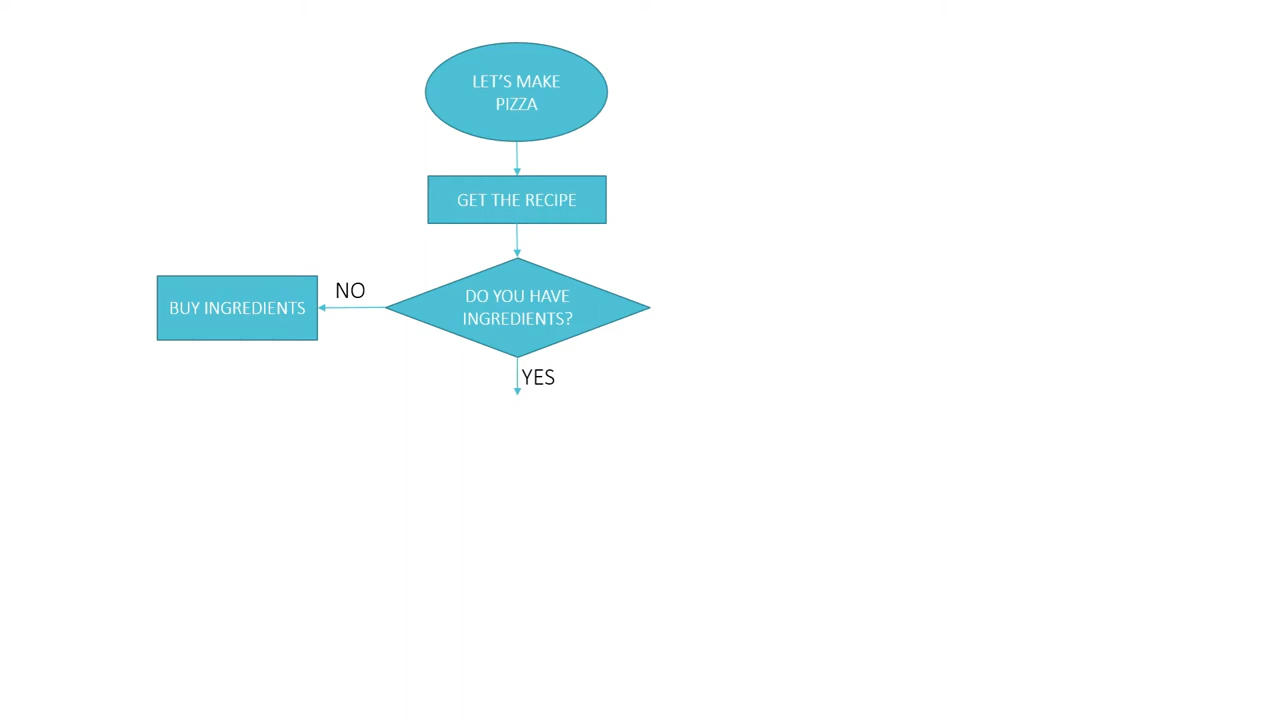 LET’S MAKE
PIZZA
GET THE RECIPE
DO YOU HAVE
INGREDIENTS?
NO
BUY INGREDIENTS
YES